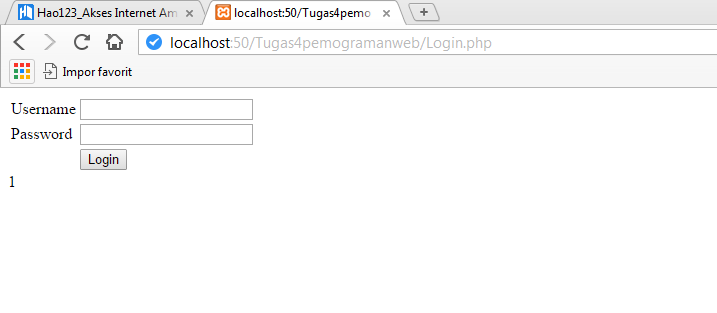 Hao123_Akses Internet Am
localhost:50/Tugas4pemo
localhost:50/Tugas4pemogramanweb/Login.php
Impor favorit
Username
Password
Login
1